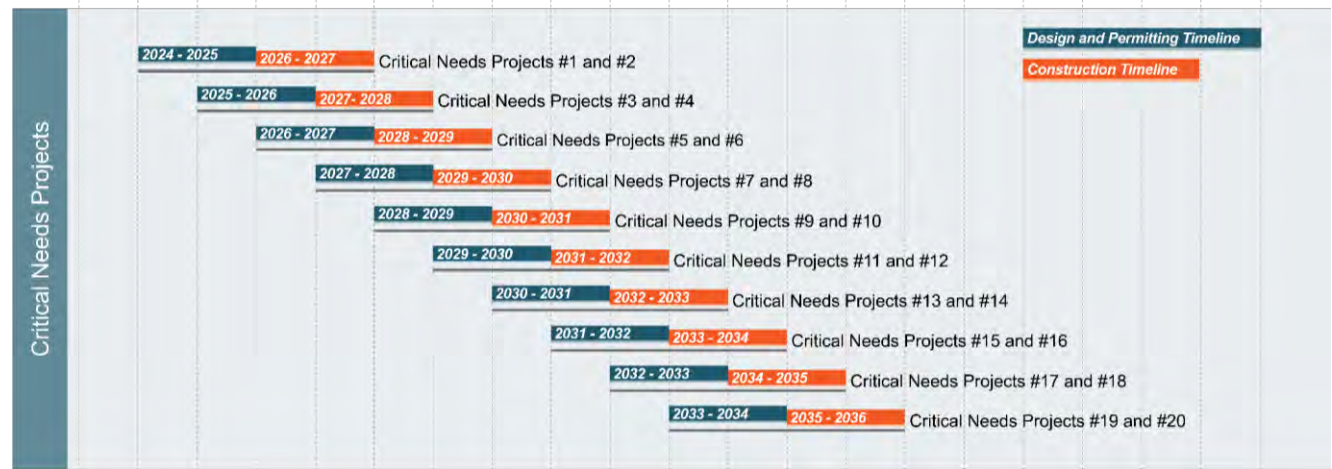 Critical Needs Projects
Design and Permitting Timeline
Construction Timeline
2024 - 2025 2026 - 2027 Critical Needs Projects #1 and #2
2025 - 2026 2027- 2028 Critical Needs Projects #3 and #4
2026 - 2027 2028 - 2029 Critical Needs Projects #5 and #6
2027 - 2028 2029 - 2030 Critical Needs Projects #7 and #8
2028 - 2029 2030 - 2031 Critical Needs Projects #9 and #10
2029 - 2030 2031 - 2032 Critical Needs Projects #11 and #12
2030 - 2031 2032 - 2033 Critical Needs Projects #13 and #14
2031 - 2032 2033 - 2034 Critical Needs Projects #15 and #16
2032 - 2033 2034 - 2035 Critical Needs Projects #17 and #18
2033 - 2034 2035 - 2036 Critical Needs Projects #19 and #20